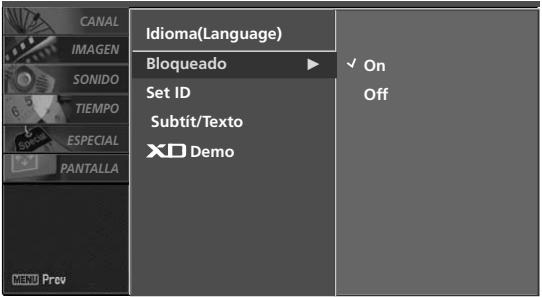 CANAL
IMAGEN
SONIDO
TIEMPO
ESPECIAL
PANTALLA
MENU Prev
Idioma(Language)
Bloqueado ►
Set ID
Subtít/Texto
XD Demo
✓ On
Off
Special